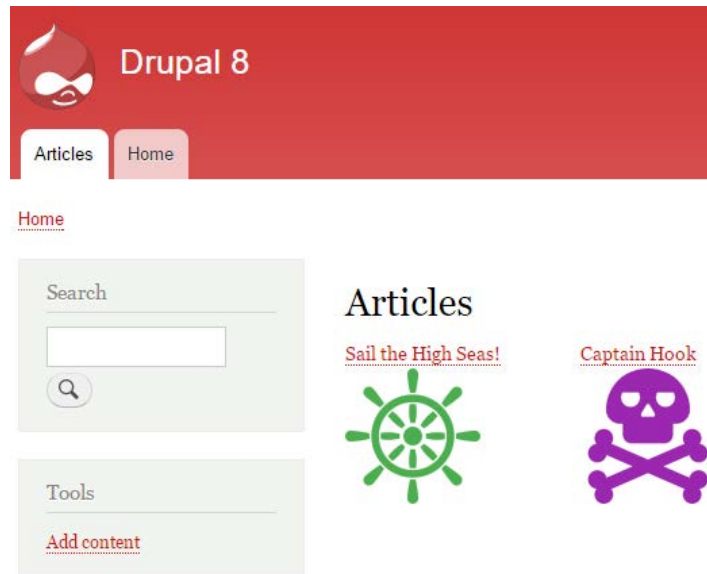 Drupal 8
Articles Home
Home
Search
Tools
Add content
Articles
Sail the High Seas! Captain Hook